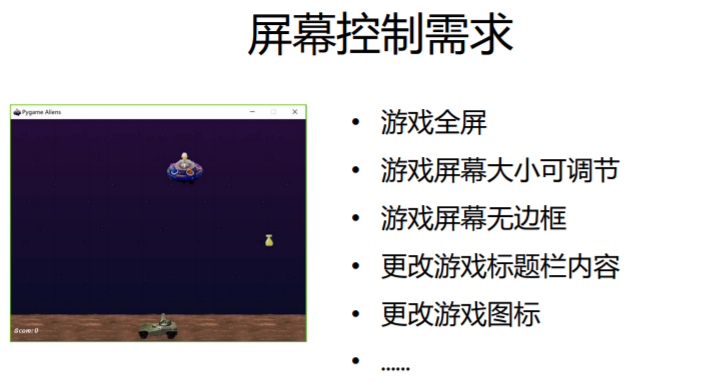 屏幕控制需求
Pygame Aliens
• 游戏全屏
• 游戏屏幕大小可调节
• 游戏屏幕无边框
• 更改游戏标题栏内容
• 更改游戏图标
• ……
Score: 0